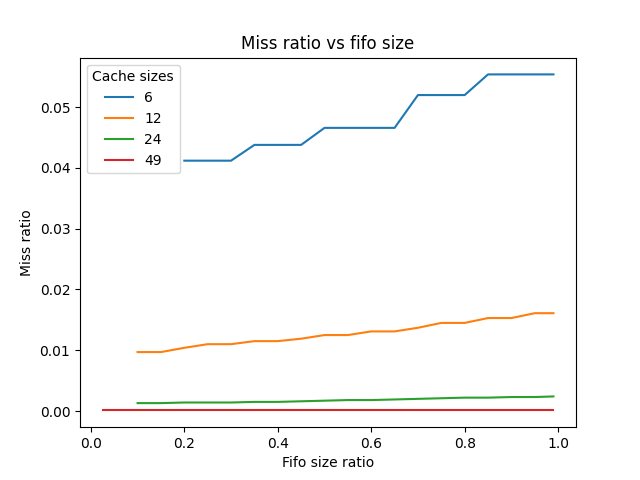 Miss ratio vs fifo size
Cache sizes
6
12
24
49
0.05
0.04
0.03
0.02
0.01
0.00
Miss ratio
0.0 0.2 0.4 0.6 0.8 1.0
Fifo size ratio